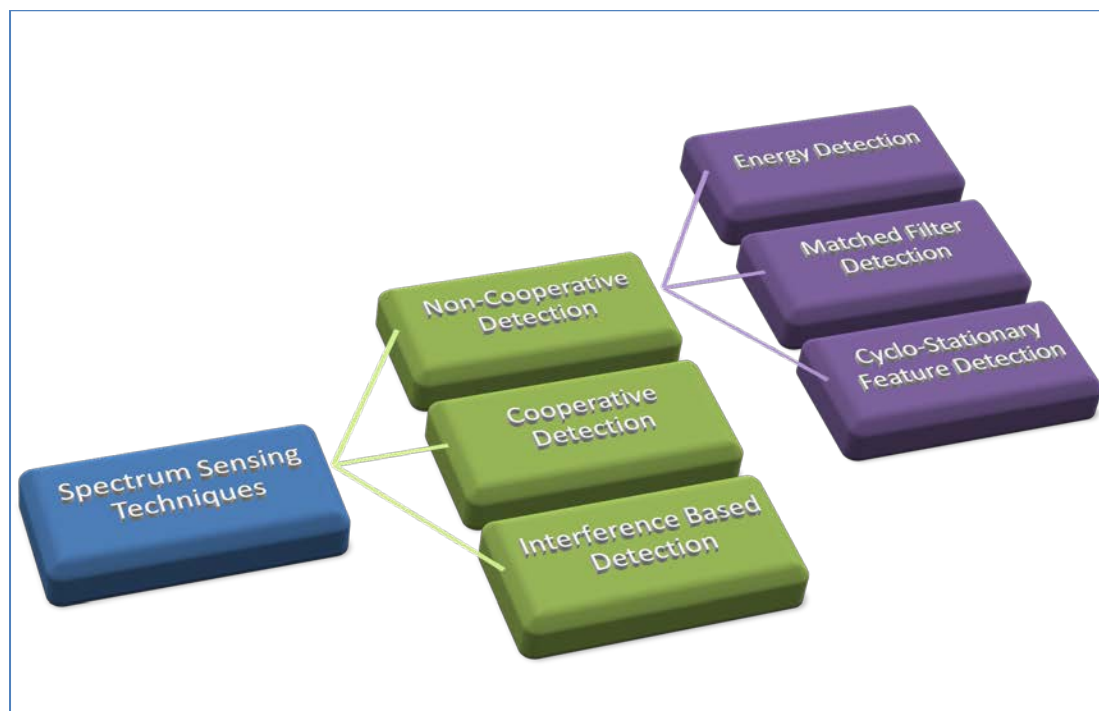 Spectrum Sensing
Techniques
Non-Cooperative
Detection
Cooperative
Detection
Interference Based
Detection
Energy Detection
Matched Filter
Detection
Cyclo-Stationary
Feature Detection